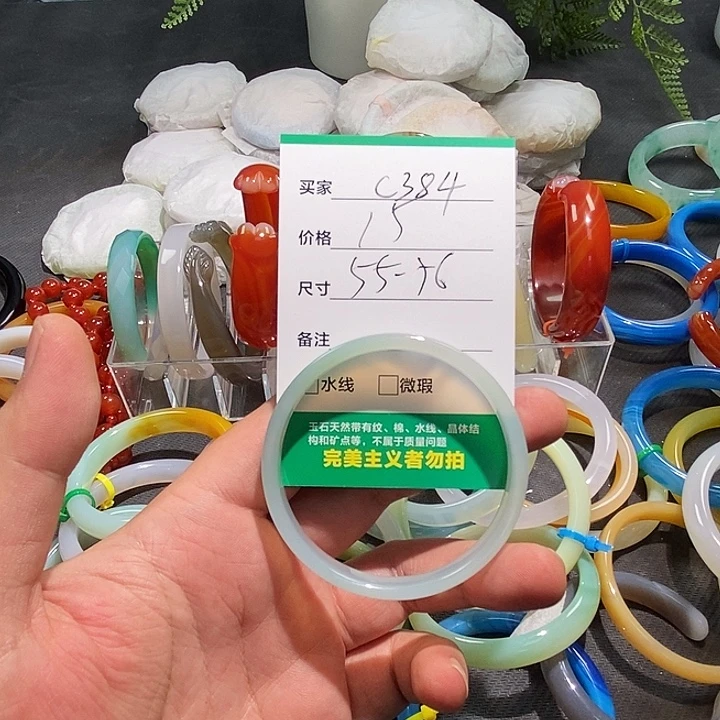 买家 C384
价格 15
尺寸 55-56
备注
水线 微瑕
玉石天然带有纹、棉、水线、晶体结
构和矿点等，不属于质量问题
完美主义者勿拍